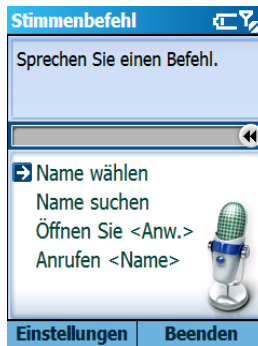 Stimmenbefehl
Sprechen Sie einen Befehl.
Name wählen
Name suchen
Öffnen Sie <Anw.>
Anrufen <Name>
Einstellungen Beenden